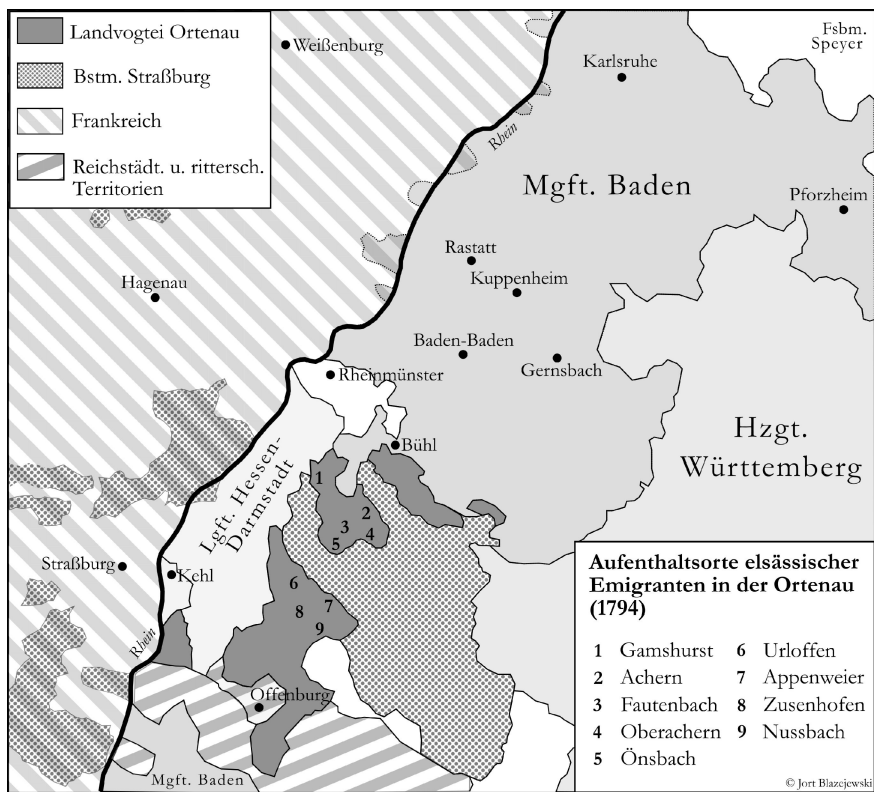 Landvogtei Ortenau
Bstm. Straßburg
Frankreich
Reichstädt. u. rittersch.
Territorien
Weißenburg
Karlsruhe
Fsbm.
Speyer
Rhein
Mgft. Baden
Pforzheim
Rastatt
Kuppenheim
Hagenau
Baden-Baden
Gernsbach
Rheinmünster
Bühl
Hzgt.
Württemberg
Lgft. Hessen-
Darmstadt
1
2
3
4
5
Straßburg
Kehl
6
7
8
9
Rhein
Offenburg
Mgft. Baden
Aufenthaltsorte elsässischer
Emigranten in der Ortenau
(1794)
1 Gamshurst
2 Achern
3 Fautenbach
4 Oberachern
5 Önsbach
6 Urloffen
7 Appenweier
8 Zusenhofen
9 Nussbach
© Jort Blazejewski